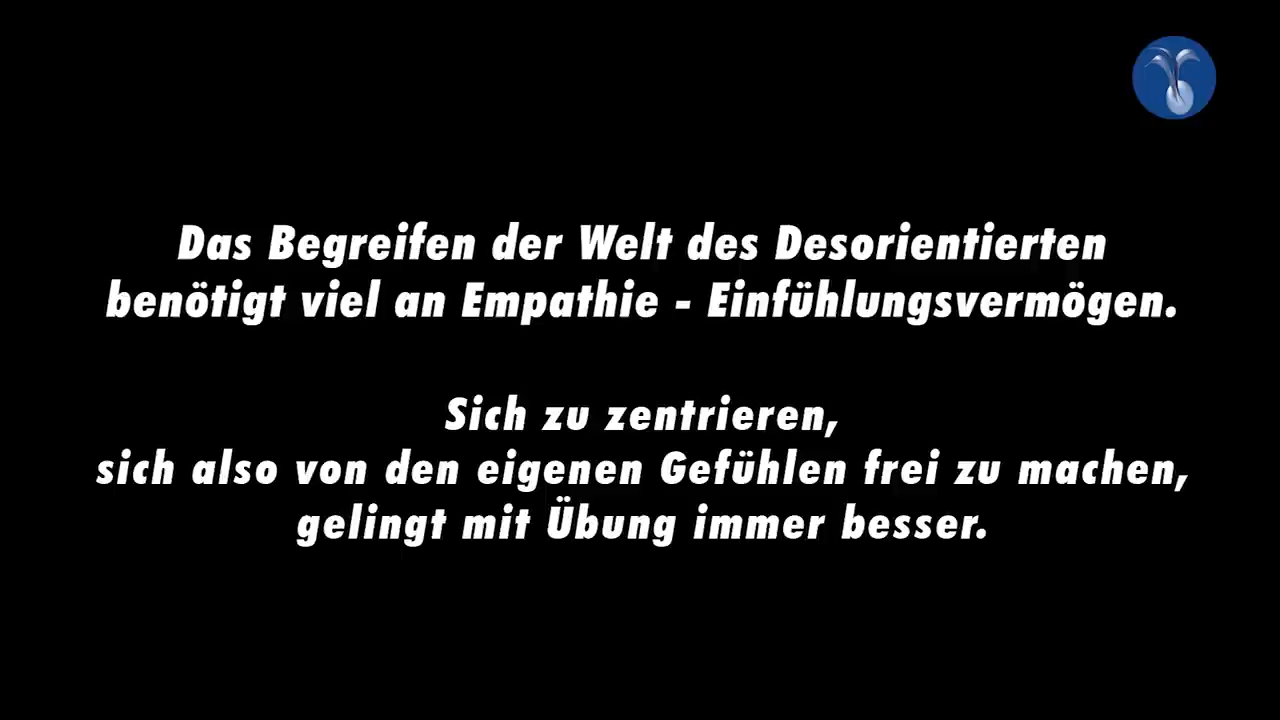 Das Begreifen der Welt des Desorientierten
benötigt viel an Empathie - Einfühlungsvermögen.
Sich zu zentrieren,
sich also von den eigenen Gefühlen frei zu machen,
gelingt mit Übung immer besser.